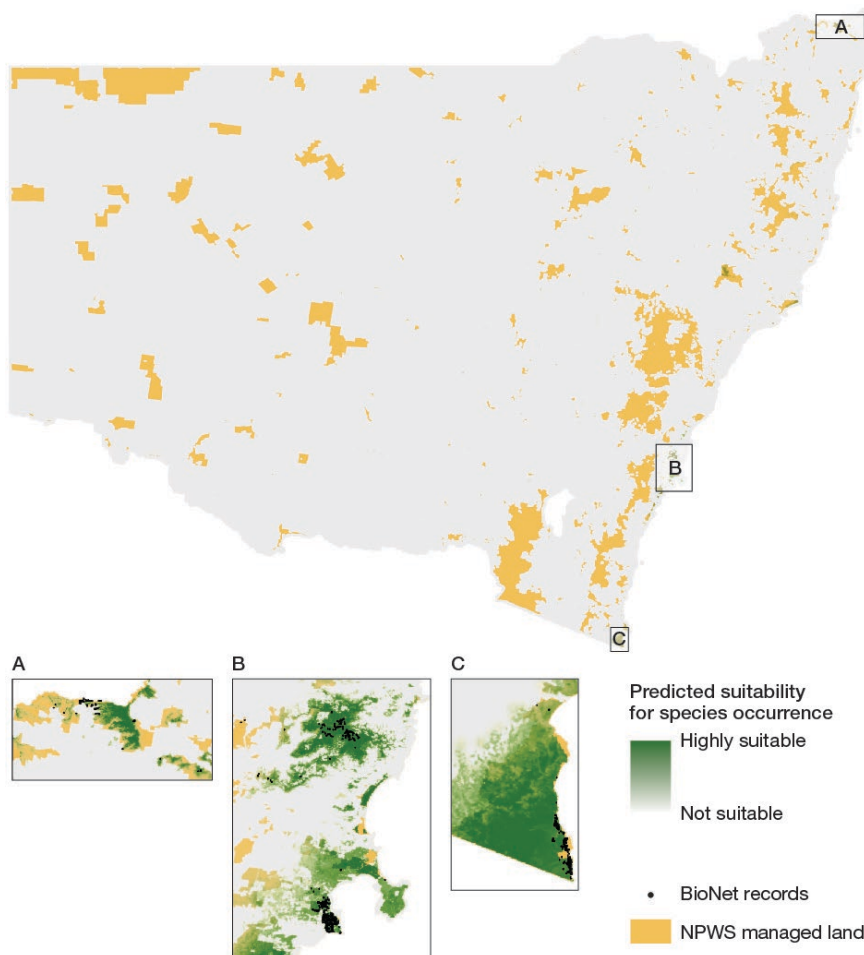 A
B
C
A
B
C
Predicted suitability
for species occurrence
Highly suitable
Not suitable
BioNet records
NPWS managed land